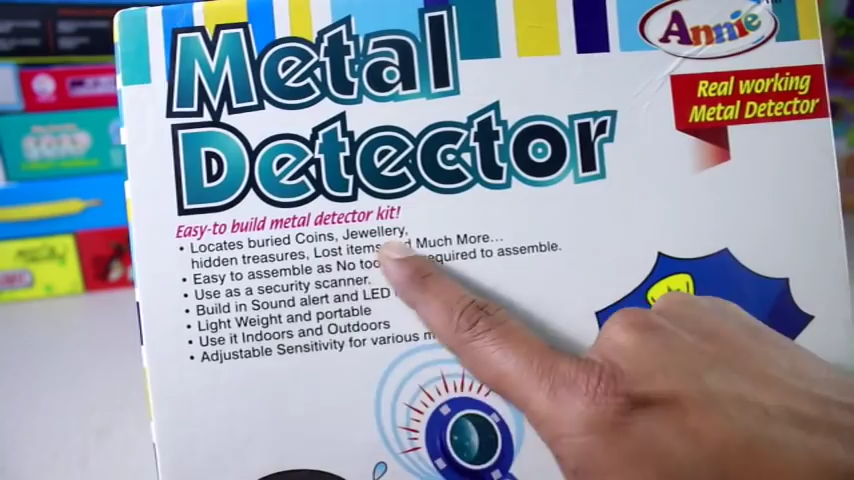 Annie
Metal
Detector
Real working
Metal Detector
Easy-to build metal detector kit!
• Locates buried Coins, Jewellery,
hidden treasures, Lost items and Much More...
• Easy to assemble as No required to assemble.
• Use as a security scanner.
• Build in Sound Alert and LED
• Light Weight and portable
• Use it Indoors and Outdoors
• Adjustable Sensitivity for various